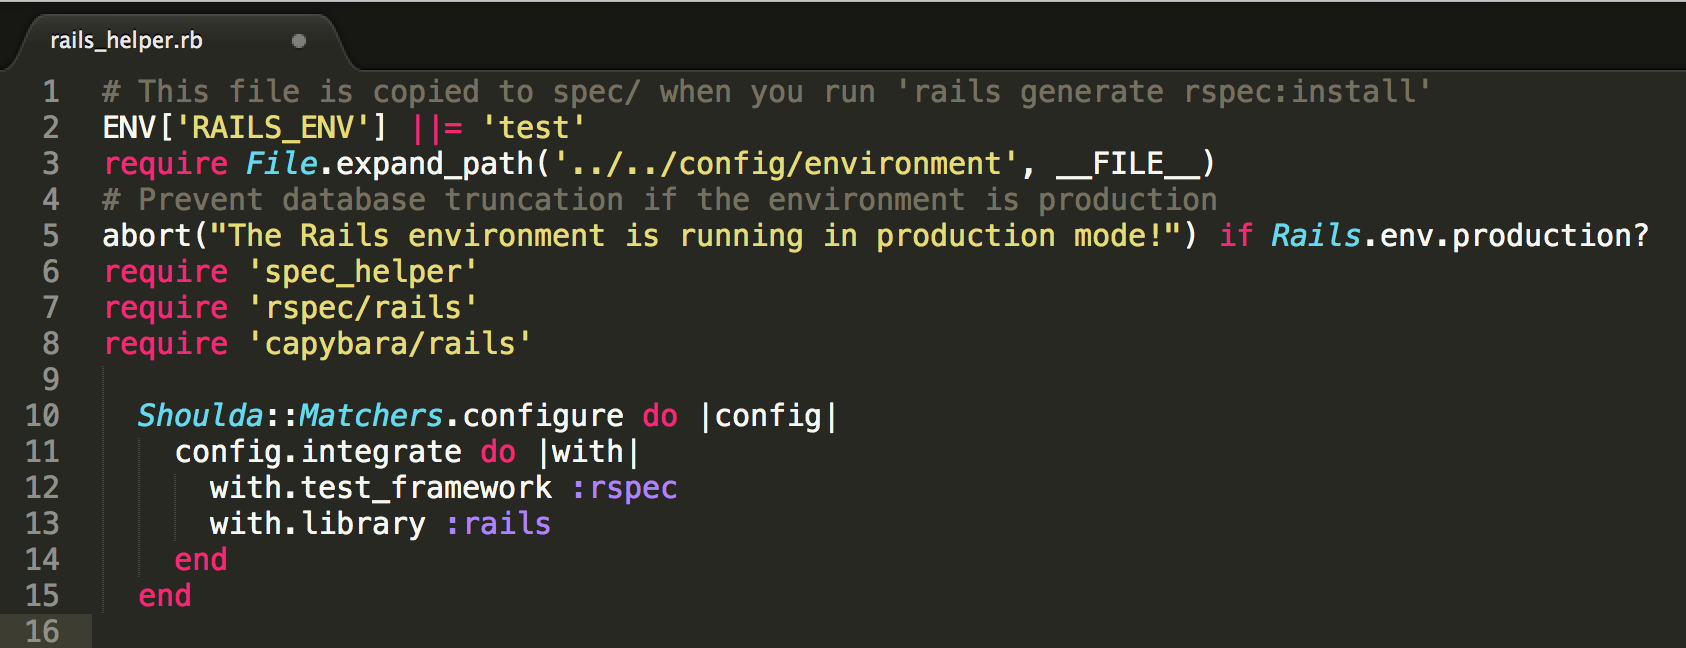 rails_helper.rb
1 # This file is copied to spec/ when you run 'rails generate rspec:install'
2 ENV['RAILS_ENV'] ||= 'test'
3 require File.expand_path('../../config/environment', __FILE__)
4 # Prevent database truncation if the environment is production
5 abort("The Rails environment is running in production mode!") if Rails.env.production?
6 require 'spec_helper'
7 require 'rspec/rails'
8 require 'capybara/rails'
9
10   Shoulda::Matchers.configure do |config|
11     config.integrate do |with|
12       with.test_framework :rspec
13       with.library :rails
14     end
15   end
16